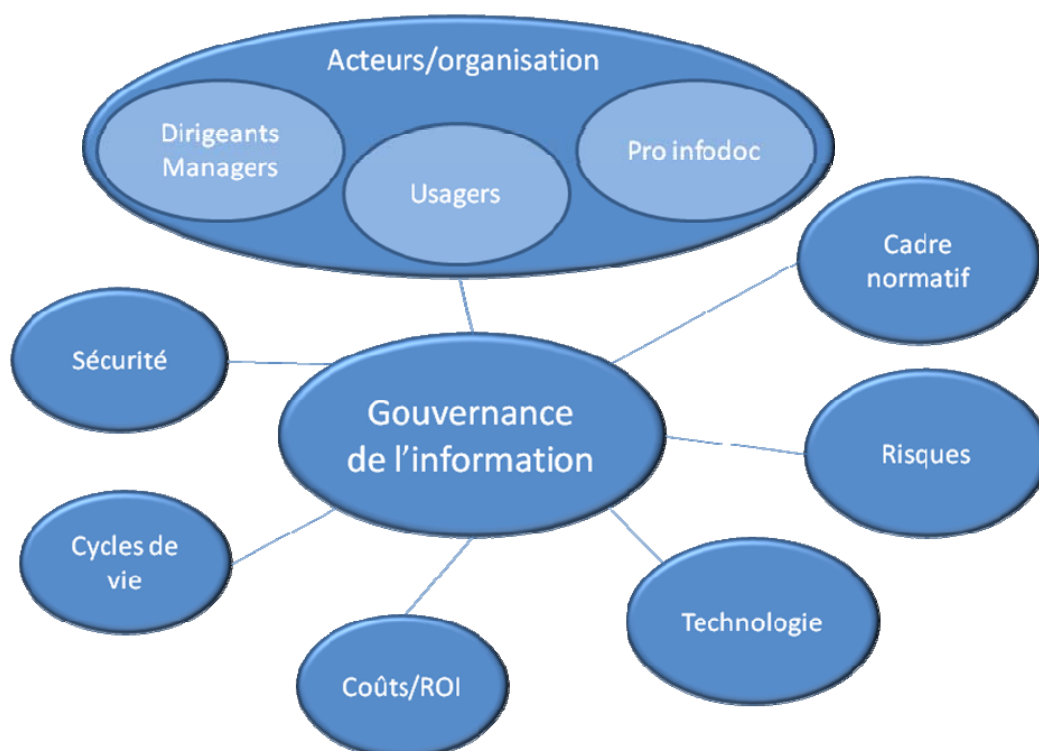 Acteurs/organisation
Dirigeants
Managers
Usagers
Pro infodoc
Cadre
normatif
Sécurité
Gouvernance
de l'information
Risques
Cycles de
vie
Technologie
Coûts/ROI